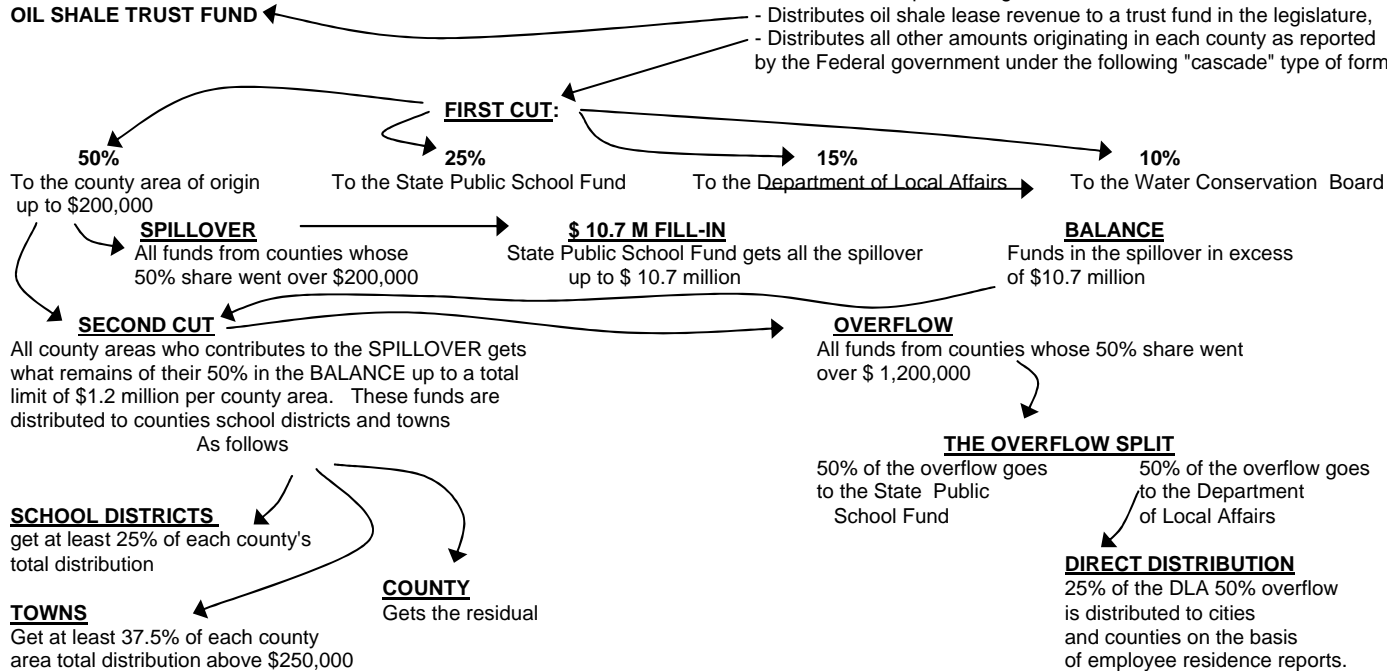 OIL SHALE TRUST FUND
- Distributes oil shale lease revenue to a trust fund in the legislature,
- Distributes all other amounts originating in each county as reported
by the Federal government under the following "cascade" type of form
FIRST CUT:
50%
To the county area of origin
up to $200,000
25%
To the State Public School Fund
15%
To the Department of Local Affairs
10%
To the Water Conservation Board
SPILLOVER
All funds from counties whose
50% share went over $200,000
$ 10.7 M FILL-IN
State Public School Fund gets all the spillover
up to $ 10.7 million
BALANCE
Funds in the spillover in excess
of $10.7 million
SECOND CUT
All county areas who contributes to the SPILLOVER gets
what remains of their 50% in the BALANCE up to a total
limit of $1.2 million per county area. These funds are
distributed to counties school districts and towns
As follows
OVERFLOW
All funds from counties whose 50% share went
over $ 1,200,000
THE OVERFLOW SPLIT
50% of the overflow goes
to the State Public
School Fund
50% of the overflow goes
to the Department
of Local Affairs
SCHOOL DISTRICTS
get at least 25% of each county's
total distribution
COUNTY
Gets the residual
TOWNS
Get at least 37.5% of each county
area total distribution above $250,000
DIRECT DISTRIBUTION
25% of the DLA 50% overflow
is distributed to cities
and counties on the basis
of employee residence reports.